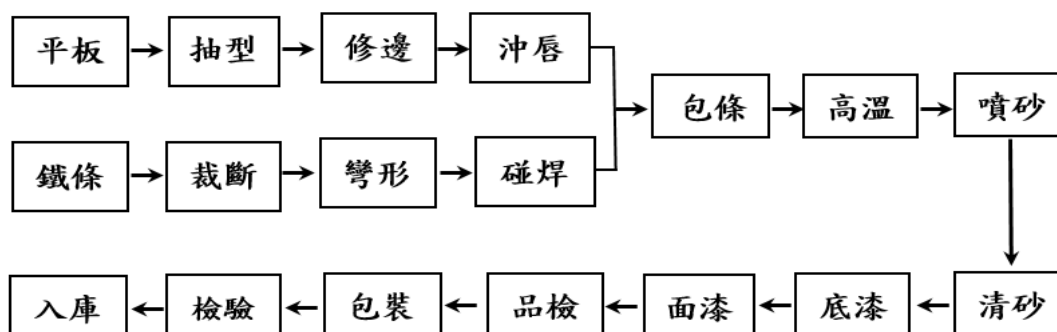 平板 抽型 修邊 沖唇
包條 高溫 噴砂
鐵條 裁斷 彎形 碰焊
入庫 檢驗 包裝 品檢 面漆 底漆 清砂